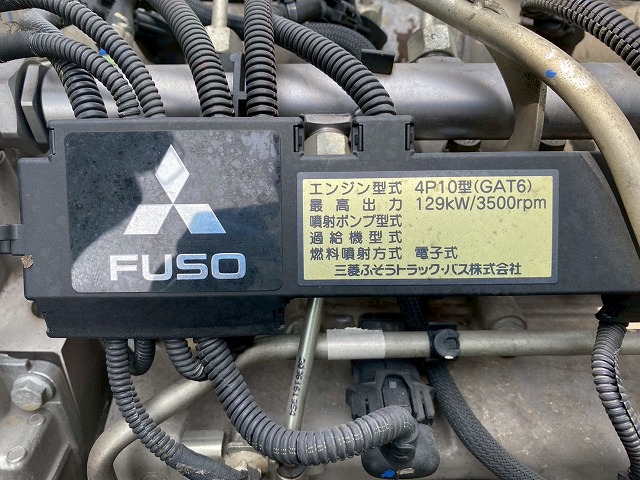 FUSO
エンジン型式 4P10型(GAT6)
最高出力 129kW/3500rpm
噴射ポンプ型式
過給機型式
燃料噴射方式 電子式
三菱ふそうトラック・バス株式会社